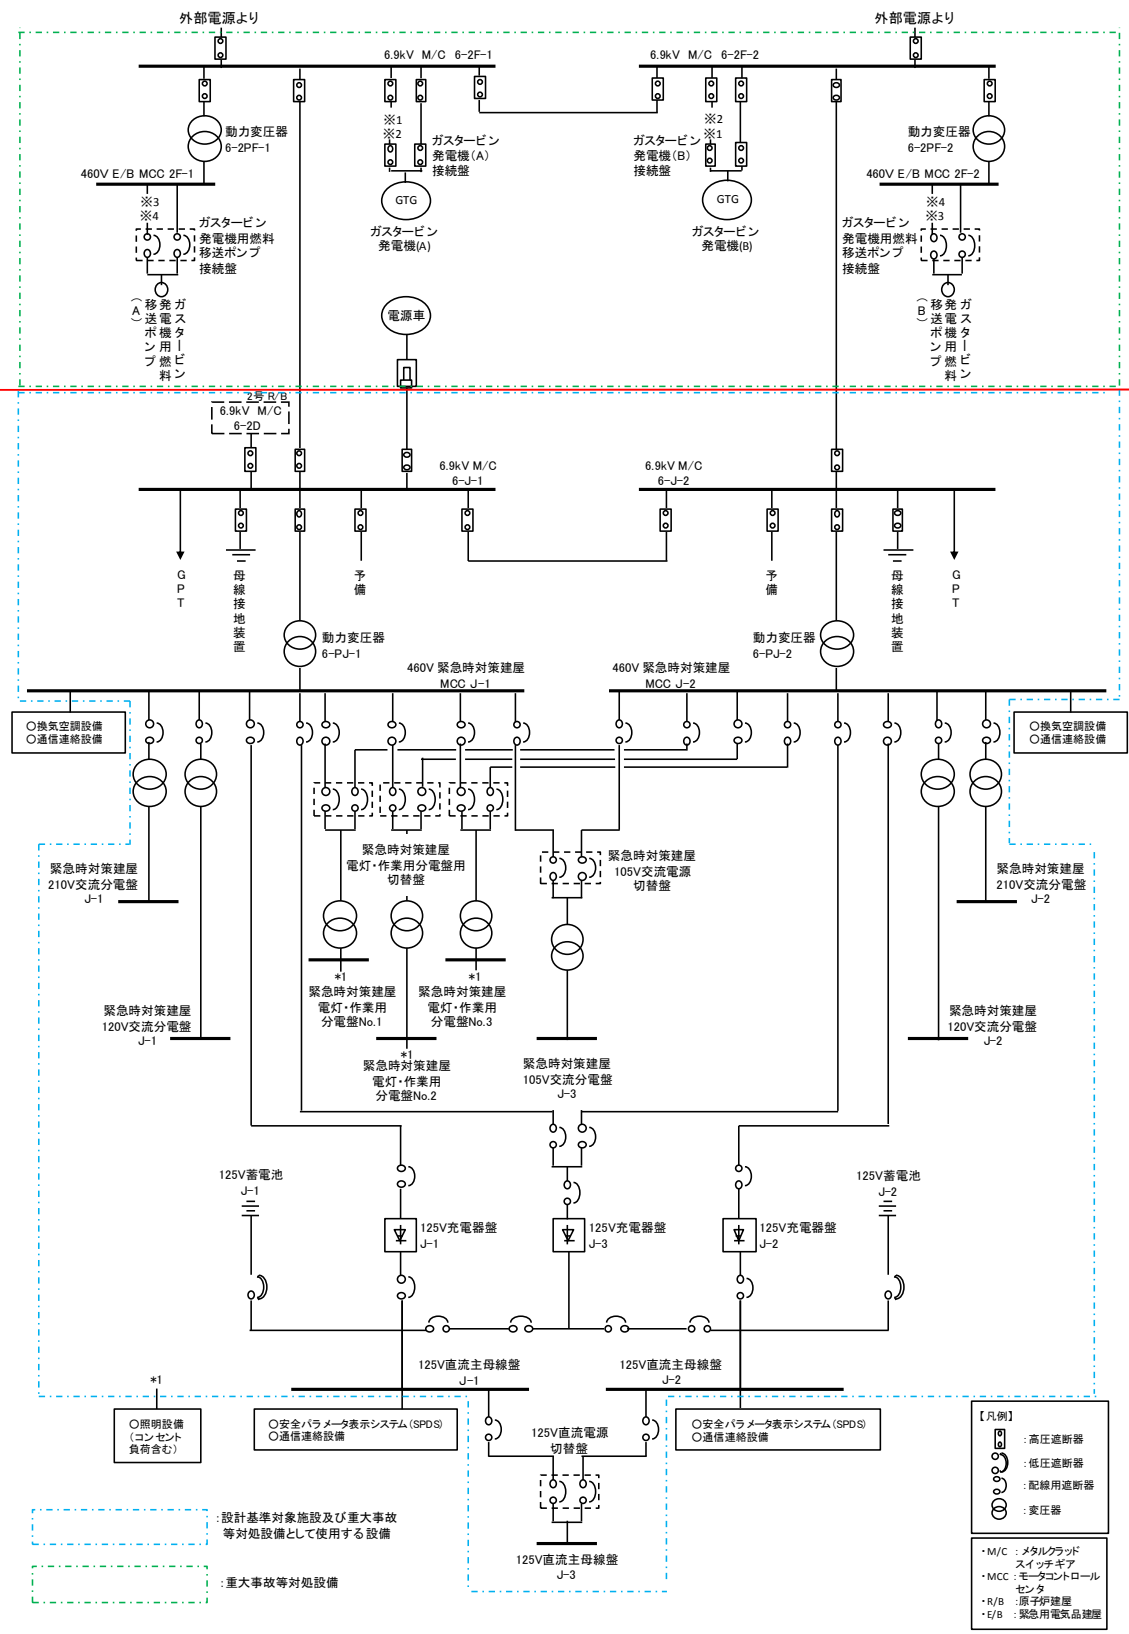 外部電源より
外部電源より
6.9kV M/C 6-2F-1
6.9kV M/C 6-2F-2
※1
※2
※2
※1
ガスタービン
発電機(A)
接続盤
ガスタービン
発電機(B)
接続盤
動力変圧器
6-2PF-1
動力変圧器
6-2PF-2
460V E/B MCC 2F-1
460V E/B MCC 2F-2
GTG
GTG
ガスタービン
発電機(A)
ガスタービン
発電機(B)
※3
※4
※4
※3
ガスタービン
発電機用燃料
移送ポンプ
接続盤
ガスタービン
発電機用燃料
移送ポンプ
接続盤
ガスタービン
発電機用燃料
移送ポンプ
(A)
ガスタービン
発電機用燃料
移送ポンプ
(B)
電源車
2号 R/B
6.9kV M/C
6-2D
6.9kV M/C
6-J-1
6.9kV M/C
6-J-2
GPT
母線接地装置
予備
予備
母線接地装置
GPT
動力変圧器
6-PJ-1
動力変圧器
6-PJ-2
460V 緊急時対策建屋
MCC J-1
460V 緊急時対策建屋
MCC J-2
○換気空調設備
○通信連絡設備
○換気空調設備
○通信連絡設備
緊急時対策建屋
電灯・作業用分電盤用
切替盤
緊急時対策建屋
105V交流電源
切替盤
緊急時対策建屋
210V交流分電盤
J-1
緊急時対策建屋
210V交流分電盤
J-2
*1
緊急時対策建屋
電灯・作業用
分電盤No.1
*1
緊急時対策建屋
電灯・作業用
分電盤No.3
緊急時対策建屋
120V交流分電盤
J-1
緊急時対策建屋
120V交流分電盤
J-2
*1
緊急時対策建屋
電灯・作業用
分電盤No.2
緊急時対策建屋
105V交流分電盤
J-3
125V蓄電池
J-1
125V蓄電池
J-2
125V充電器盤
J-1
125V充電器盤
J-3
125V充電器盤
J-2
125V直流主母線盤
J-1
125V直流主母線盤
J-2
*1
○照明設備
(コンセント
負荷含む)
○安全パラメータ表示システム(SPDS)
○通信連絡設備
○安全パラメータ表示システム(SPDS)
○通信連絡設備
125V直流電源
切替盤
125V直流主母線盤
J-3
:設計基準対象施設及び重大事故
等対処設備として使用する設備
:重大事故等対処設備
【凡例】
:高圧遮断器
:低圧遮断器
:配線用遮断器
:変圧器
・M/C :メタルクラッド
スイッチギア
・MCC :モータコントロール
センタ
・R/B :原子炉建屋
・E/B :緊急用電気品建屋